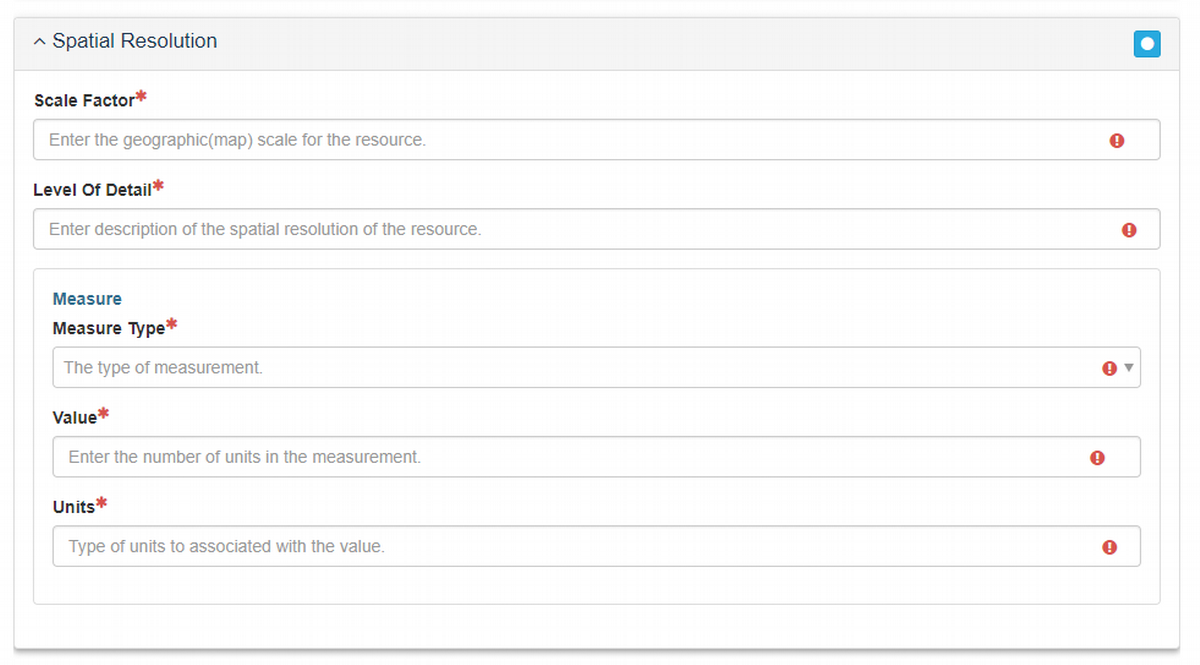 Spatial Resolution
Scale Factor*
Enter the geographic(map) scale for the resource.
Level Of Detail*
Enter description of the spatial resolution of the resource.
Measure
Measure Type*
The type of measurement.
Value*
Enter the number of units in the measurement.
Units*
Type of units to associated with the value.